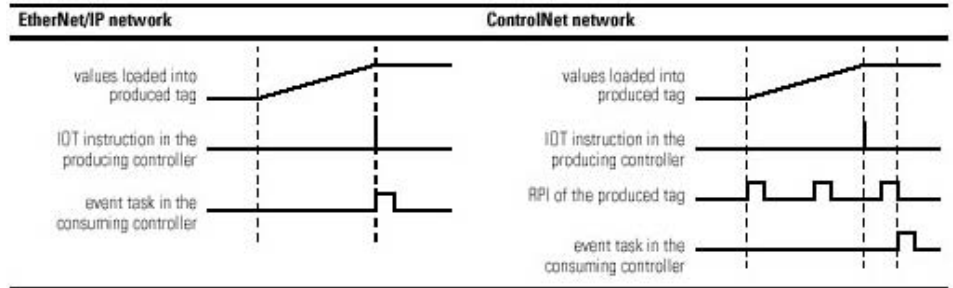 EtherNet/IP network
values loaded into
produced tag
IOT instruction in the
producing controller
event task in the
consuming controller
ControlNet network
values loaded into
produced tag
IOT instruction in the
producing controller
RPI of the produced tag
event task in the
consuming controller